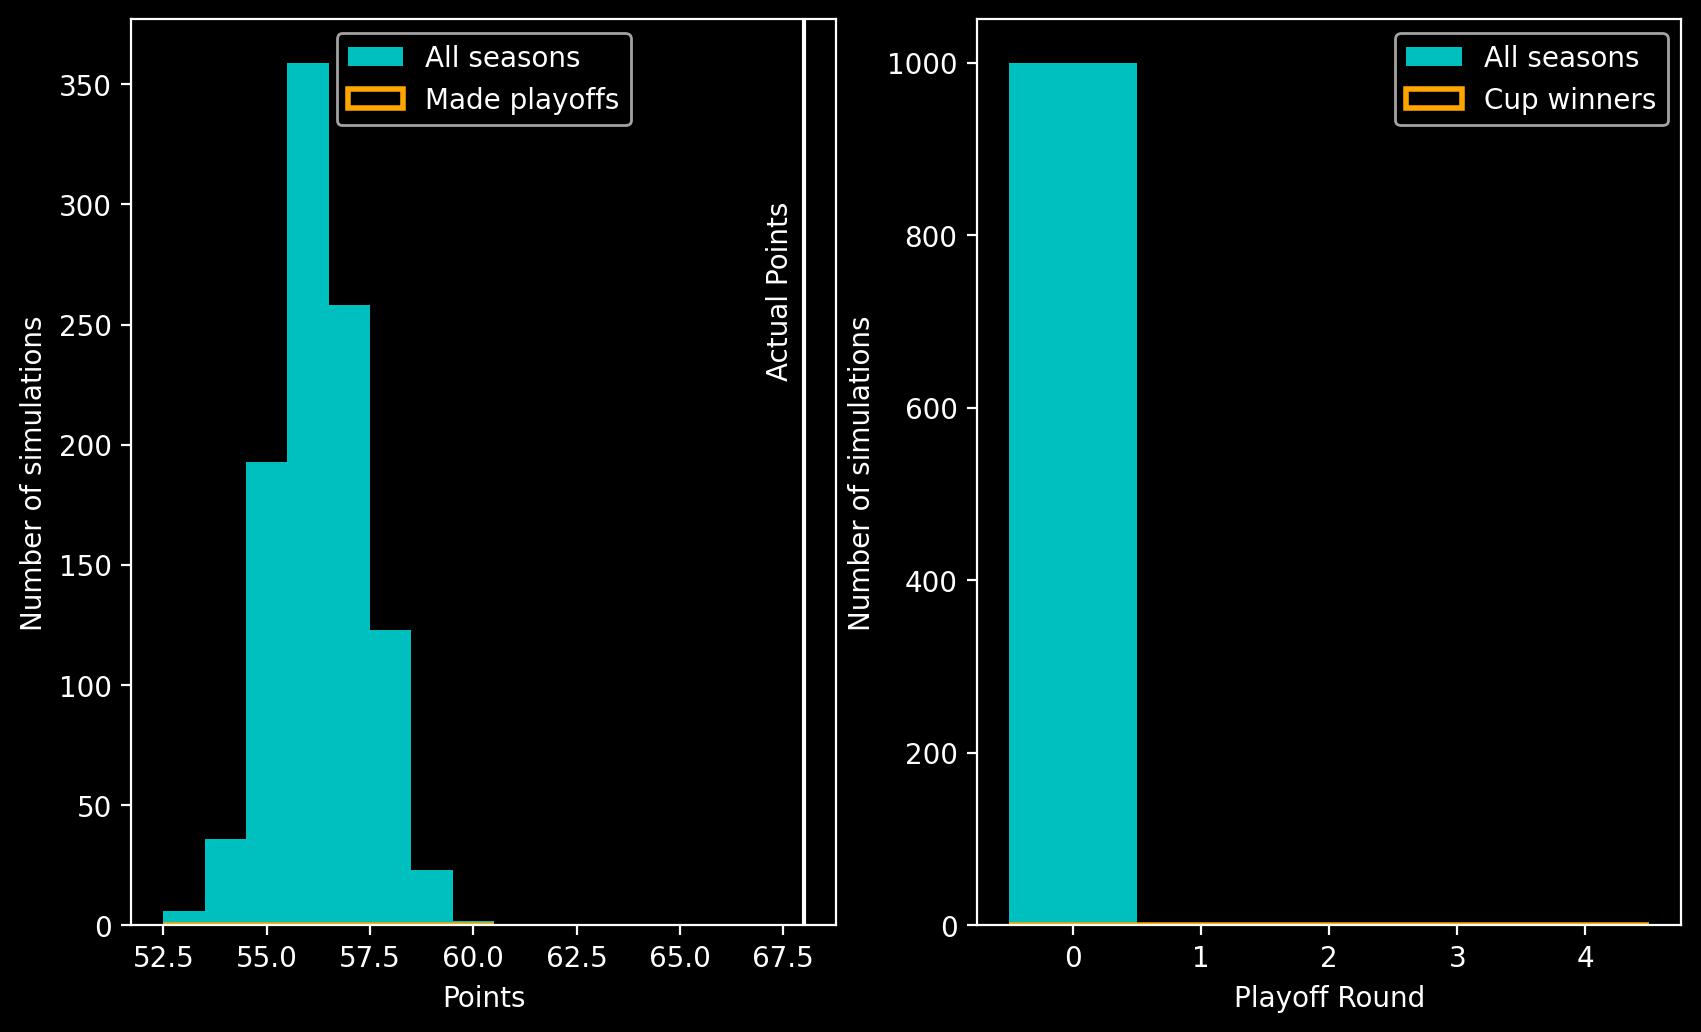 All seasons
Made playoffs
Actual Points
Number of simulations
350
300
250
200
150
100
50
0
52.5 55.0 57.5 60.0 62.5 65.0 67.5
Points
All seasons
Cup winners
Number of simulations
1000
800
600
400
200
0
0 1 2 3 4
Playoff Round